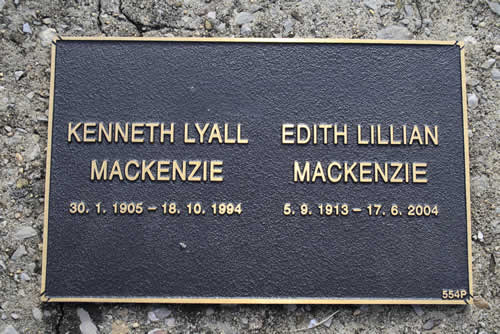 KENNETH LYALL
MACKENZIE
30. 1. 1905 – 18. 10. 1994
EDITH LILLIAN
MACKENZIE
5. 9. 1913 – 17. 6. 2004
554P